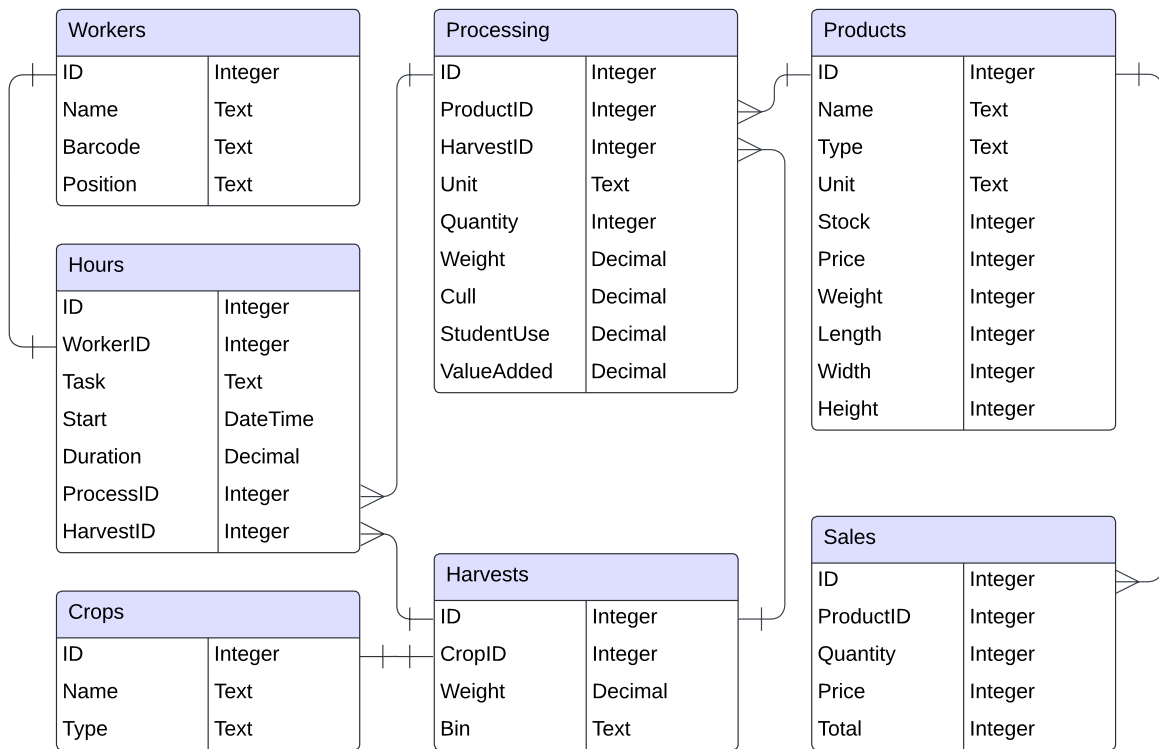 Workers
ID Integer
Name Text
Barcode Text
Position Text
Hours
ID Integer
WorkerID Integer
Task Text
Start DateTime
Duration Decimal
ProcessID Integer
HarvestID Integer
Crops
ID Integer
Name Text
Type Text
Processing
ID Integer
ProductID Integer
HarvestID Integer
Unit Text
Quantity Integer
Weight Decimal
Cull Decimal
StudentUse Decimal
ValueAdded Decimal
Harvests
ID Integer
CropID Integer
Weight Decimal
Bin Text
Products
ID Integer
Name Text
Type Text
Unit Text
Stock Integer
Price Integer
Weight Integer
Length Integer
Width Integer
Height Integer
Sales
ID Integer
ProductID Integer
Quantity Integer
Price Integer
Total Integer